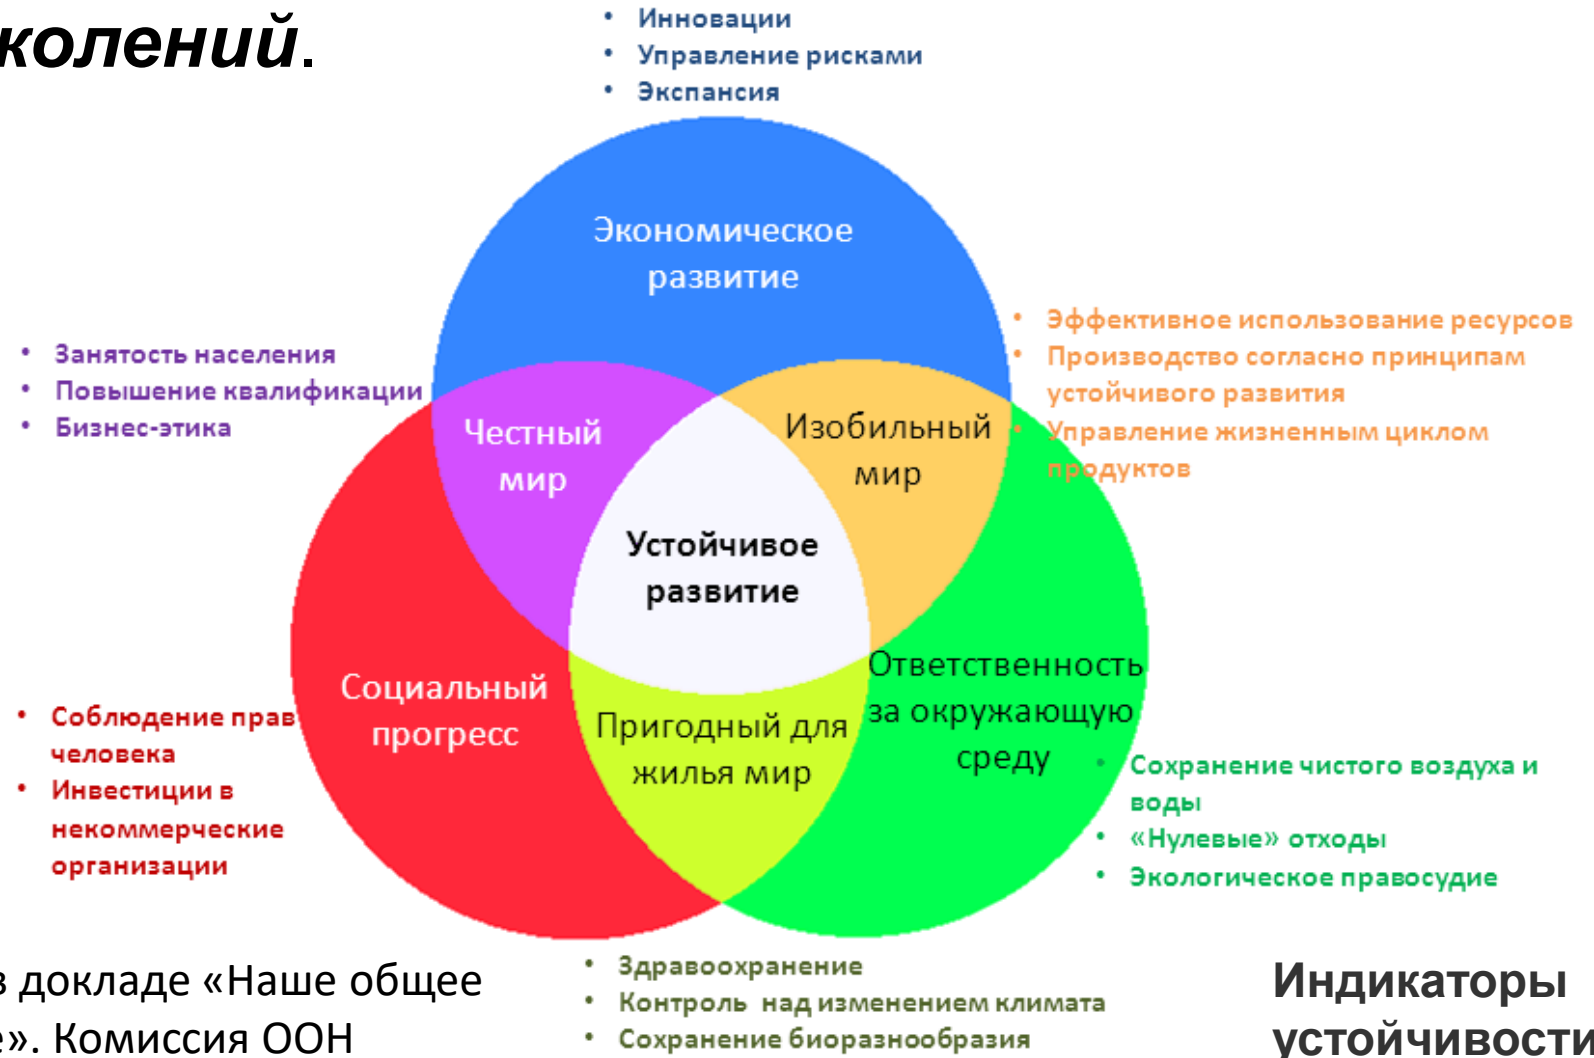 колений.
• Инновации
• Управление рисками
• Экспансия
Экономическое
развитие
• Занятость населения
• Повышение квалификации
• Бизнес-этика
• Эффективное использование ресурсов
• Производство согласно принципам
устойчивого развития
• Управление жизненным циклом
продуктов
Честный
мир
Изобильный
мир
Устойчивое
развитие
Социальный
прогресс
Пригодный для
жилья мир
Ответственность
за окружающую
среду
• Соблюдение прав
человека
• Инвестиции в
некоммерческие
организации
• Сохранение чистого воздуха и
воды
• «Нулевые» отходы
• Экологическое правосудие
• Здравоохранение
• Контроль над изменением климата
• Сохранение биоразнообразия
в докладе «Наше общее
е». Комиссия ООН
Индикаторы
устойчивости